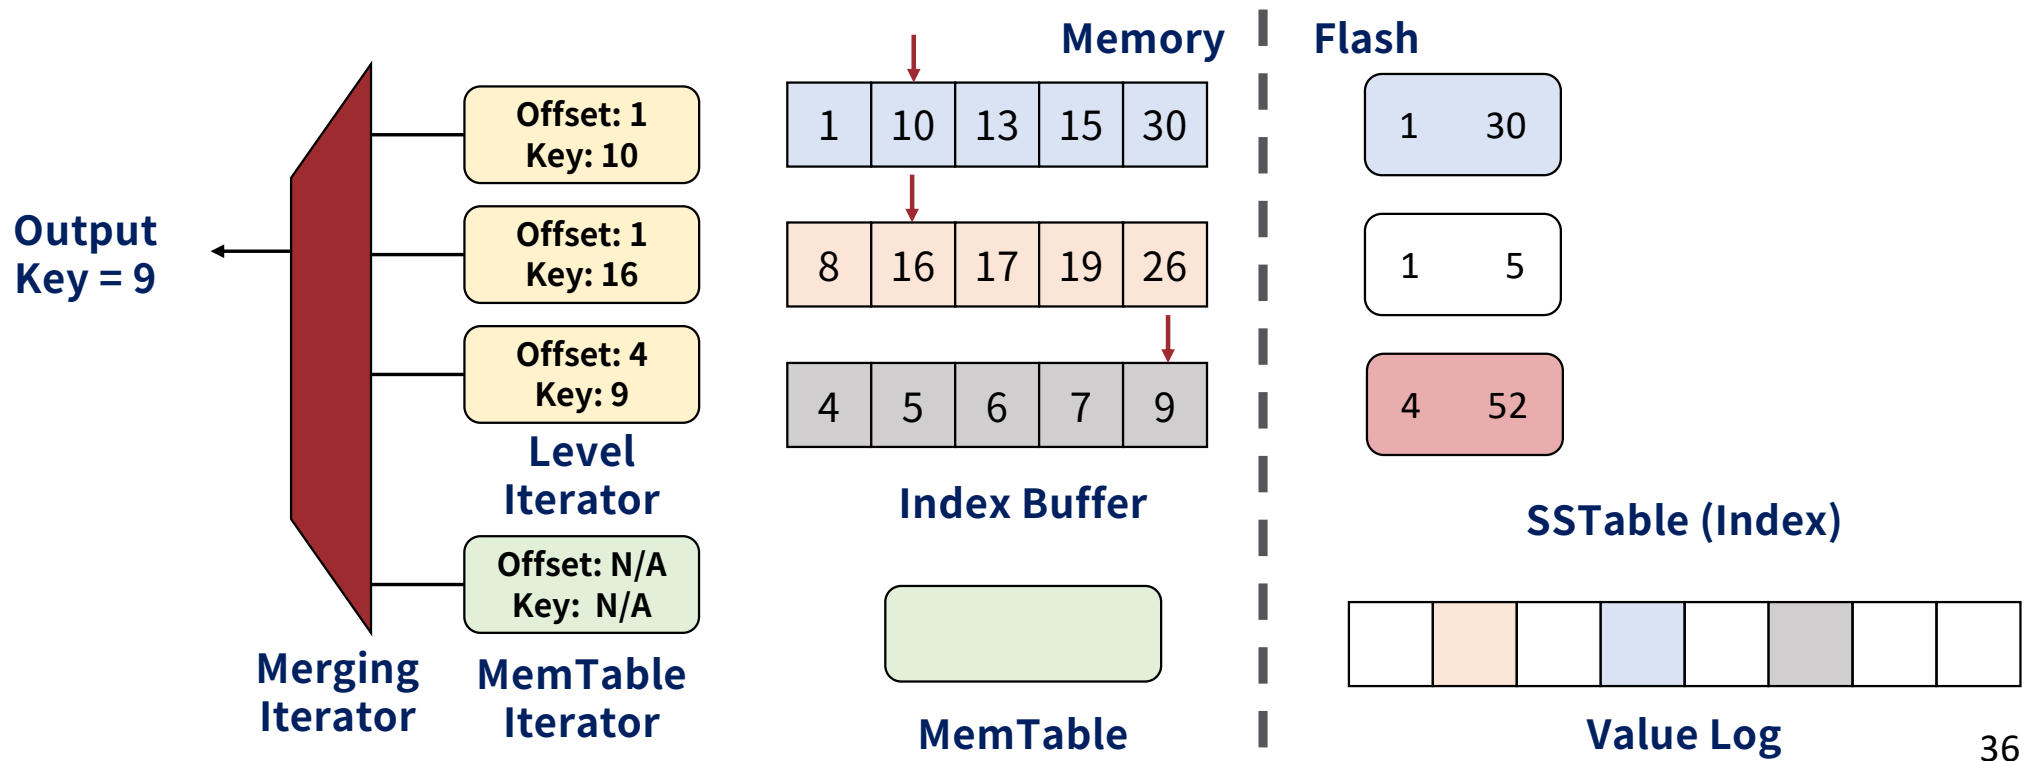 Memory
Flash
Output
Key = 9
Offset: 1
Key: 10
Offset: 1
Key: 16
Offset: 4
Key: 9
Level
Iterator
Offset: N/A
Key: N/A
Merging
Iterator
MemTable
Iterator
1 10 13 15 30
8 16 17 19 26
4 5 6 7 9
Index Buffer
MemTable
1 30
1 5
4 52
SSTable (Index)
Value Log
36